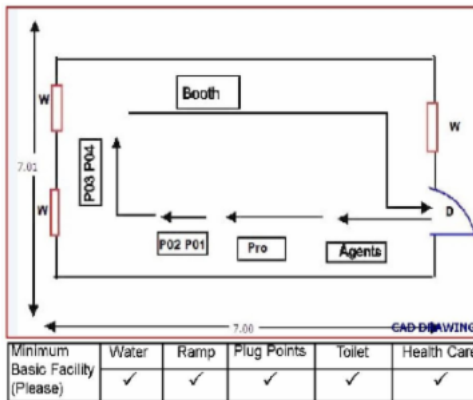 Booth
W
W
7.01
P03 P04
W
D
P02 P01
Pro
Agents
7.00
CAD DRAWING
Minimum Basic Facility (Please) Water Ramp Plug Points Toilet Health Care
✓ ✓ ✓ ✓ ✓